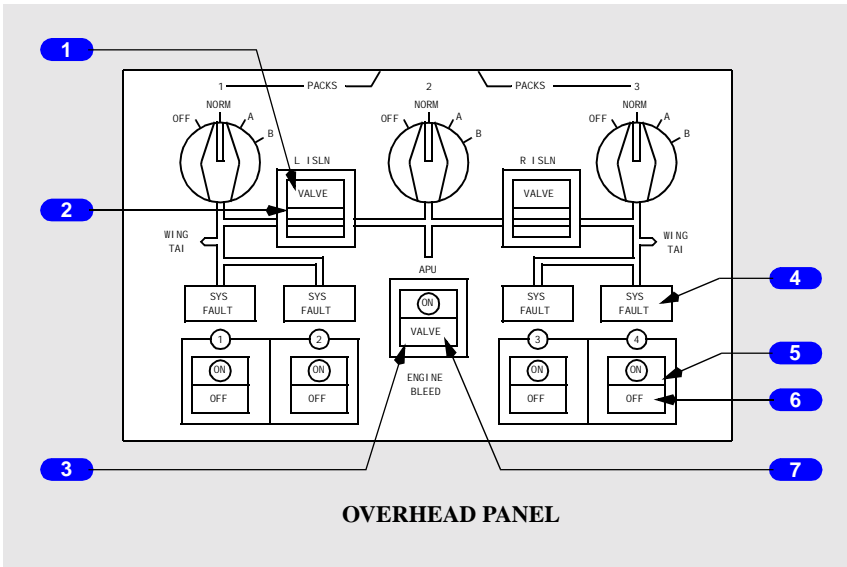 1
1 PACKS 2 PACKS 3
NORM NORM NORM
OFF A OFF A OFF A
B B B
L ISLN R ISLN
VALVE VALVE
2
WING WING
TAI TAI
APU
4
SYS SYS ON SYS SYS
FAULT FAULT VALVE FAULT FAULT
1 2 3 4
ON ON ENGINE ON ON 5
OFF OFF BLEED OFF OFF 6
3 7
OVERHEAD PANEL